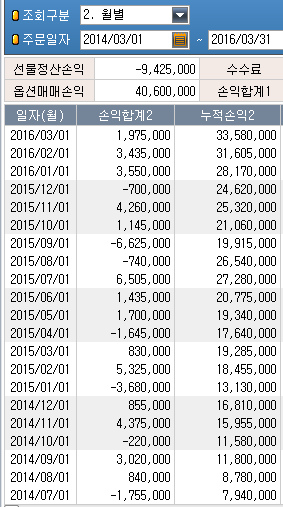 조회구분 2. 월별
주문일자 2014/03/01 ~ 2016/03/31
선물정산손익 -9,425,000 수수료
옵션매매손익 40,600,000 손익합계1
일자(월) 손익합계2 누적손익2
2016/03/01 1,975,000 33,580,000
2016/02/01 3,435,000 31,605,000
2016/01/01 3,550,000 28,170,000
2015/12/01 -700,000 24,620,000
2015/11/01 4,260,000 25,320,000
2015/10/01 1,145,000 21,060,000
2015/09/01 -6,625,000 19,915,000
2015/08/01 -740,000 26,540,000
2015/07/01 6,505,000 27,280,000
2015/06/01 1,435,000 20,775,000
2015/05/01 1,700,000 19,340,000
2015/04/01 -1,645,000 17,640,000
2015/03/01 830,000 19,285,000
2015/02/01 5,325,000 18,455,000
2015/01/01 -3,680,000 13,130,000
2014/12/01 855,000 16,810,000
2014/11/01 4,375,000 15,955,000
2014/10/01 -220,000 11,580,000
2014/09/01 3,020,000 11,800,000
2014/08/01 840,000 8,780,000
2014/07/01 -1,755,000 7,940,000